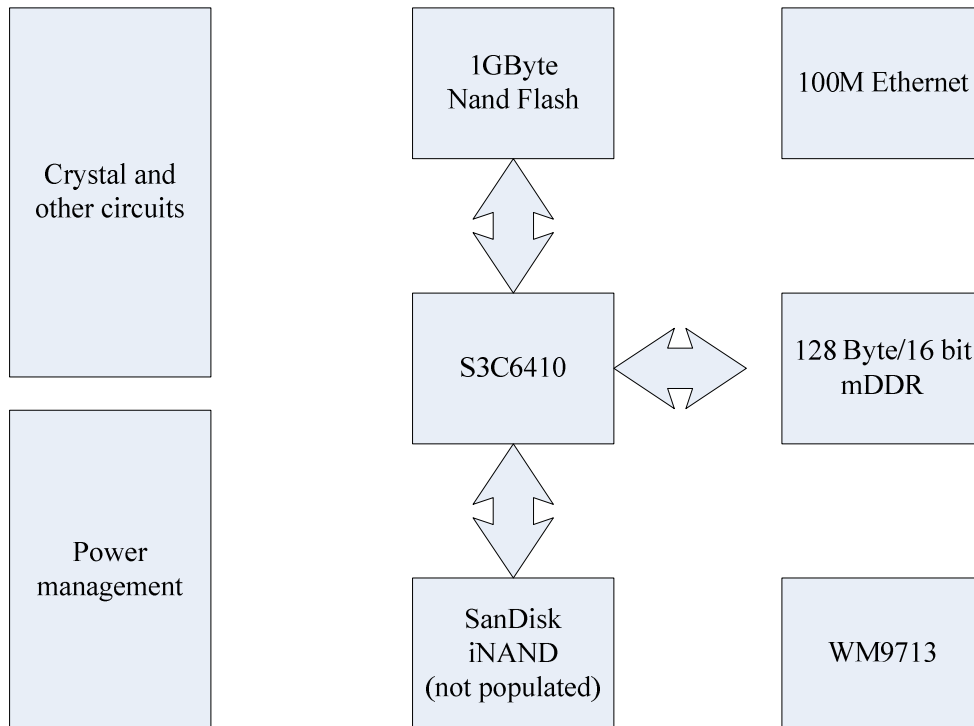 1GByte
Nand Flash
100M Ethernet
Crystal and
other circuits
S3C6410
128 Byte/16 bit
mDDR
Power
management
SanDisk
iNAND
(not populated)
WM9713